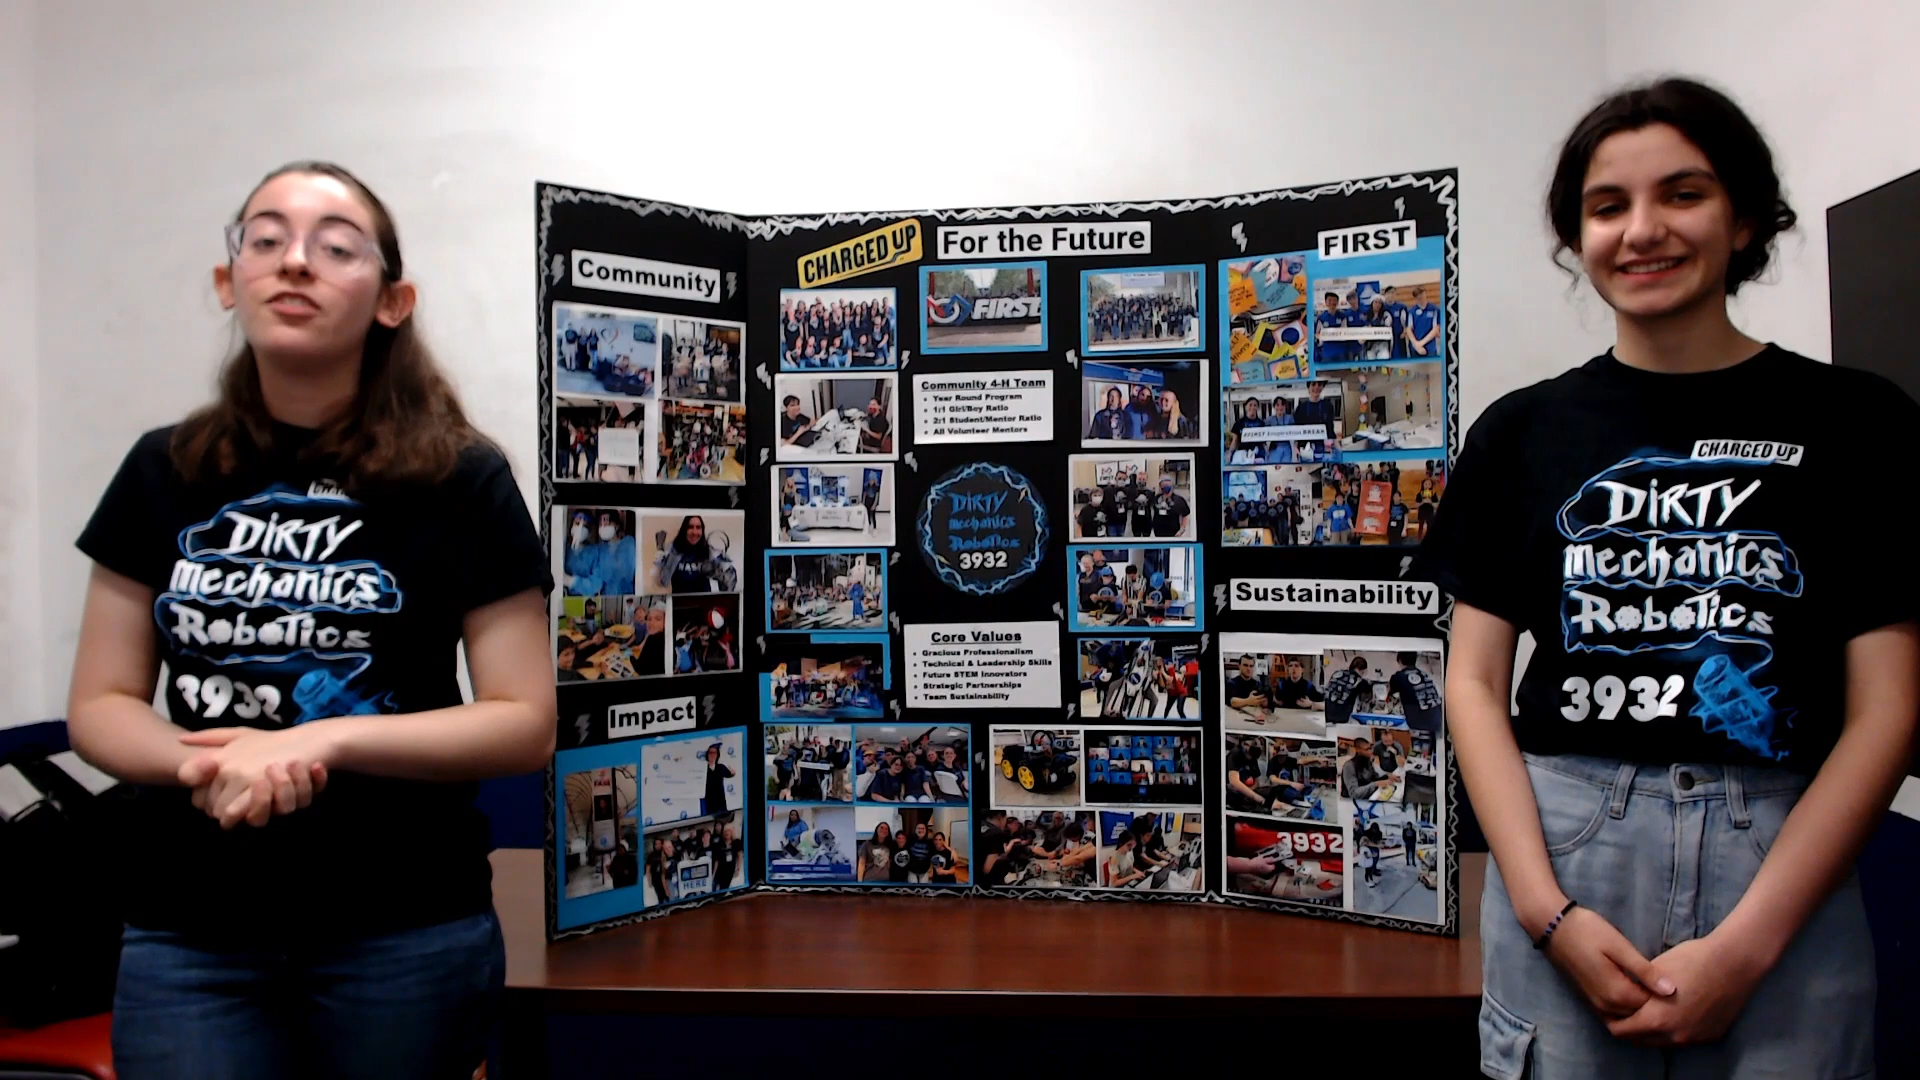 CHARGED UP
For the Future
FIRST
Community
FIRST
Community 4-H Team
• Year Round Program
• 1:1 Girl/Boy Ratio
• 2:1 Student/Mentor Ratio
• All Volunteer Mentors
DIRTY
Mechanics
Robotics
3932
Core Values
• Gracious Professionalism
• Technical & Leadership Skills
• Future STEM Innovators
• Strategic Partnerships
• Team Sustainability
Sustainability
Impact
HERE
3932
DIRTY
Mechanics
Robotics
3932
CHARGED UP
DIRTY
Mechanics
Robotics
3932